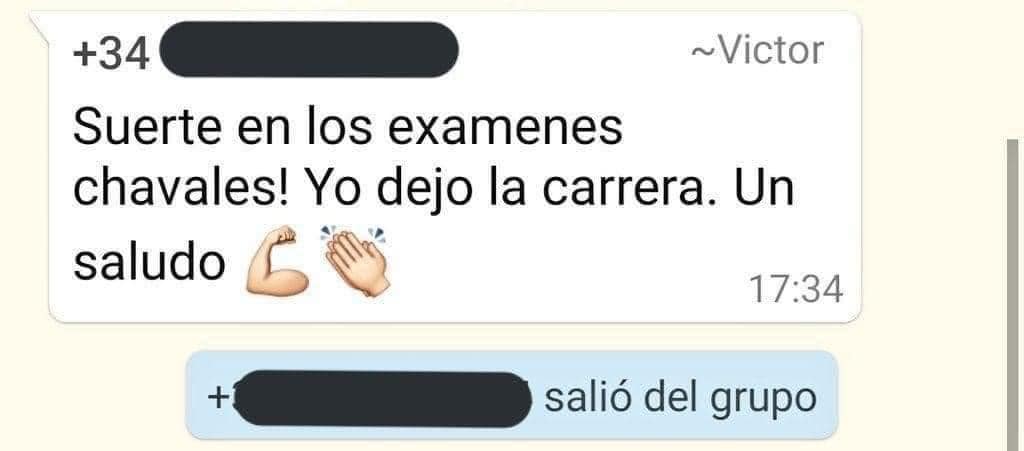 +34 ~Victor
Suerte en los examenes
chavales! Yo dejo la carrera. Un
saludo 💪👏
17:34
+ salió del grupo